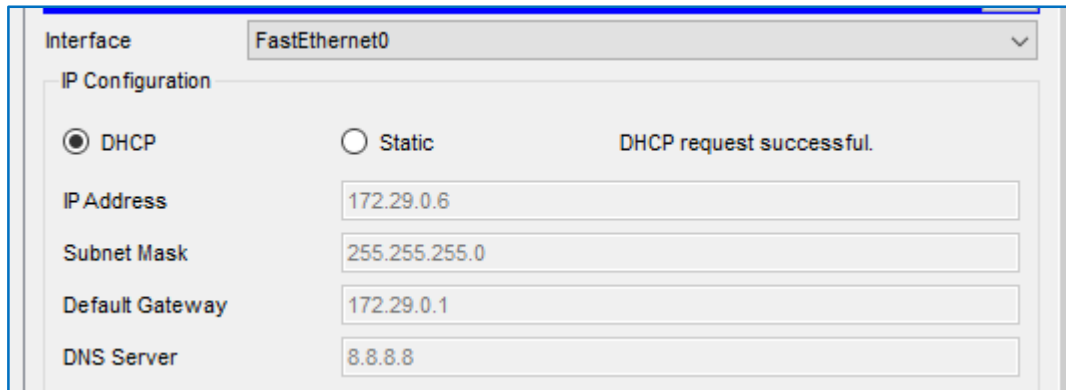 Interface FastEthernet0
IP Configuration
DHCP Static DHCP request successful.
IP Address 172.29.0.6
Subnet Mask 255.255.255.0
Default Gateway 172.29.0.1
DNS Server 8.8.8.8